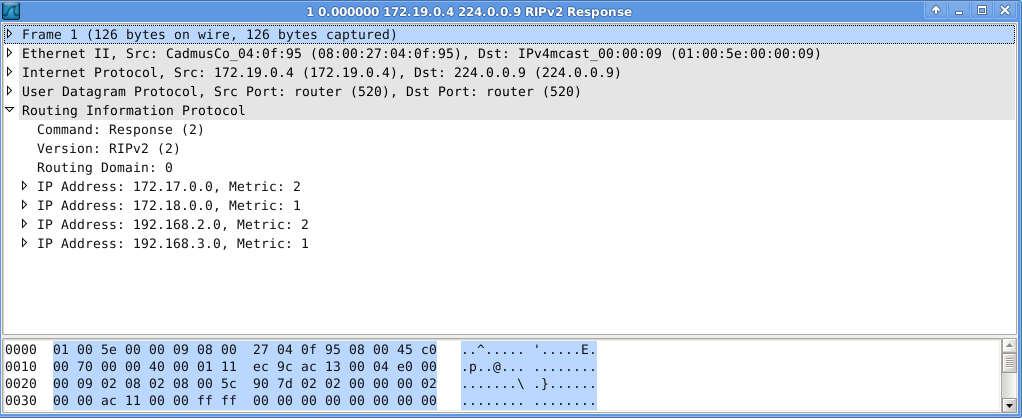 1 0.000000 172.19.0.4 224.0.0.9 RIPv2 Response
Frame 1 (126 bytes on wire, 126 bytes captured)
Ethernet II, Src: CadmusCo_04:0f:95 (08:00:27:04:0f:95), Dst: IPv4mcast_00:00:09 (01:00:5e:00:00:09)
Internet Protocol, Src: 172.19.0.4 (172.19.0.4), Dst: 224.0.0.9 (224.0.0.9)
User Datagram Protocol, Src Port: router (520), Dst Port: router (520)
Routing Information Protocol
Command: Response (2)
Version: RIPv2 (2)
Routing Domain: 0
IP Address: 172.17.0.0, Metric: 2
IP Address: 172.18.0.0, Metric: 1
IP Address: 192.168.2.0, Metric: 2
IP Address: 192.168.3.0, Metric: 1
0000 01 00 5e 00 00 09 08 00 27 04 0f 95 08 00 45 c0 ..^..... '.....E.
0010 00 70 00 00 40 00 01 11 ec 9c ac 13 00 04 e0 00 .p..@... ........
0020 00 09 02 08 02 08 00 5c 90 7d 02 02 00 00 00 02 .......\ .}......
0030 00 00 ac 11 00 00 ff ff 00 00 00 00 00 00 00 00 ........ ........